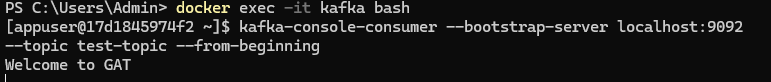 PS C:\Users\Admin> docker exec -it kafka bash
[appuser@17d1845974f2 ~]$ kafka-console-consumer --bootstrap-server localhost:9092
--topic test-topic --from-beginning
Welcome to GAT